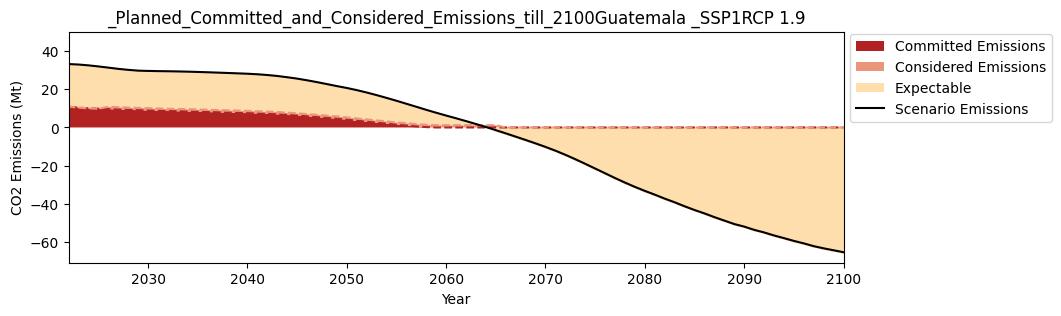 _Planned_Committed_and_Considered_Emissions_till_2100Guatemala _SSP1RCP 1.9
CO2 Emissions (Mt)
40
20
0
−20
−40
−60
2030 2040 2050 2060 2070 2080 2090 2100
Year
Committed Emissions
Considered Emissions
Expectable
Scenario Emissions